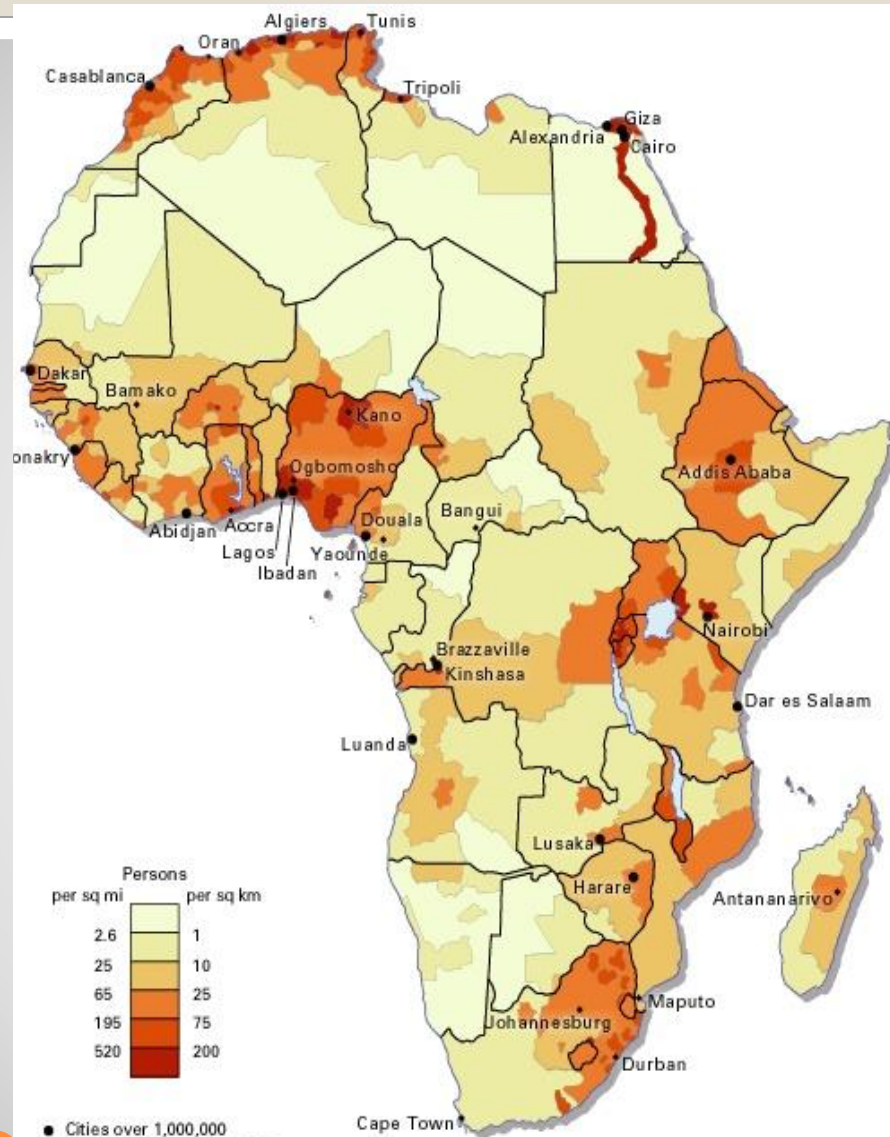 Algiers
Tunis
Oran
Casablanca
Tripoli
Giza
Alexandria
Cairo
Dakar
Bamako
Kano
onakry
Ogbomosho
Addis Ababa
Abidjan
Accra
Douala
Bangui
Lagos
Yaounde
Ibadan
Nairobi
Brazzaville
Kinshasa
Dar es Salaam
Luanda
Lusaka
Harare
Antananarivo
Maputo
Johannesburg
Durban
Cape Town
Persons
per sq mi per sq km
2.6 1
25 10
65 25
195 75
520 200
Cities over 1,000,000